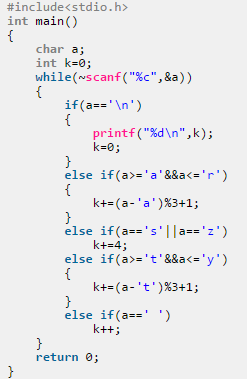 #include<stdio.h>
int main()
{
    char a;
    int k=0;
    while(~scanf("%c",&a))
    {
        if(a=='\n')
        {
            printf("%d\n",k);
            k=0;
        }
        else if(a>='a'&&a<='r')
        {
            k+=(a-'a')%3+1;
        }
        else if(a=='s'||a=='z')
            k+=4;
        else if(a>='t'&&a<='y')
        {
            k+=(a-'t')%3+1;
        }
        else if(a==' ')
            k++;
    }
    return 0;
}